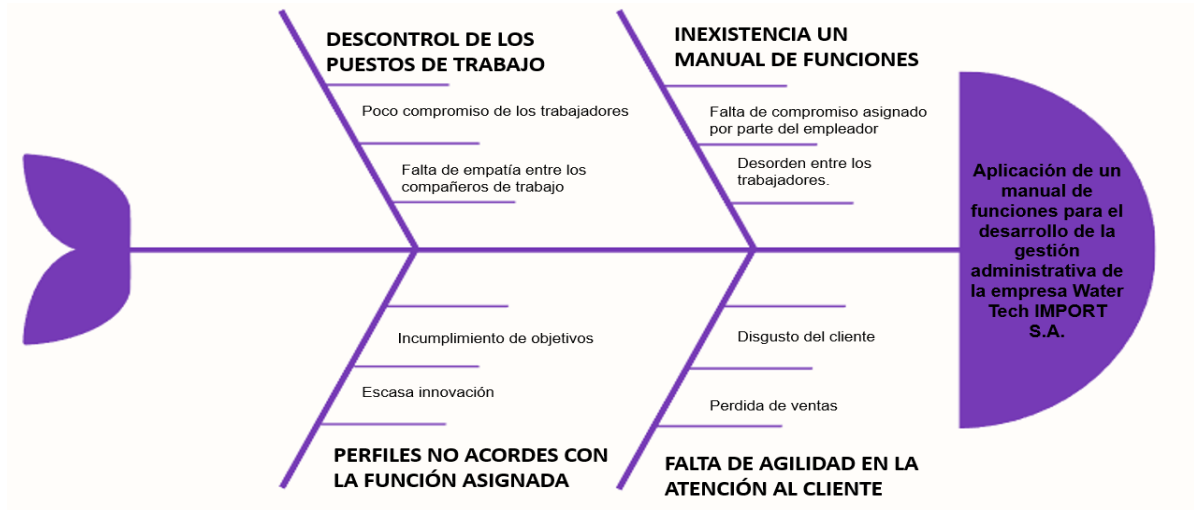 DESCONTROL DE LOS
PUESTOS DE TRABAJO
Poco compromiso de los trabajadores
Falta de empatía entre los
compañeros de trabajo
INEXISTENCIA UN
MANUAL DE FUNCIONES
Falta de compromiso asignado
por parte del empleador
Desorden entre los
trabajadores.
Incumplimiento de objetivos
Escasa innovación
PERFILES NO ACORDES CON
LA FUNCIÓN ASIGNADA
Disgusto del cliente
Perdida de ventas
FALTA DE AGILIDAD EN LA
ATENCIÓN AL CLIENTE
Aplicación de un
manual de
funciones para el
desarrollo de la
gestión
administrativa de
la empresa Water
Tech IMPORT
S.A.